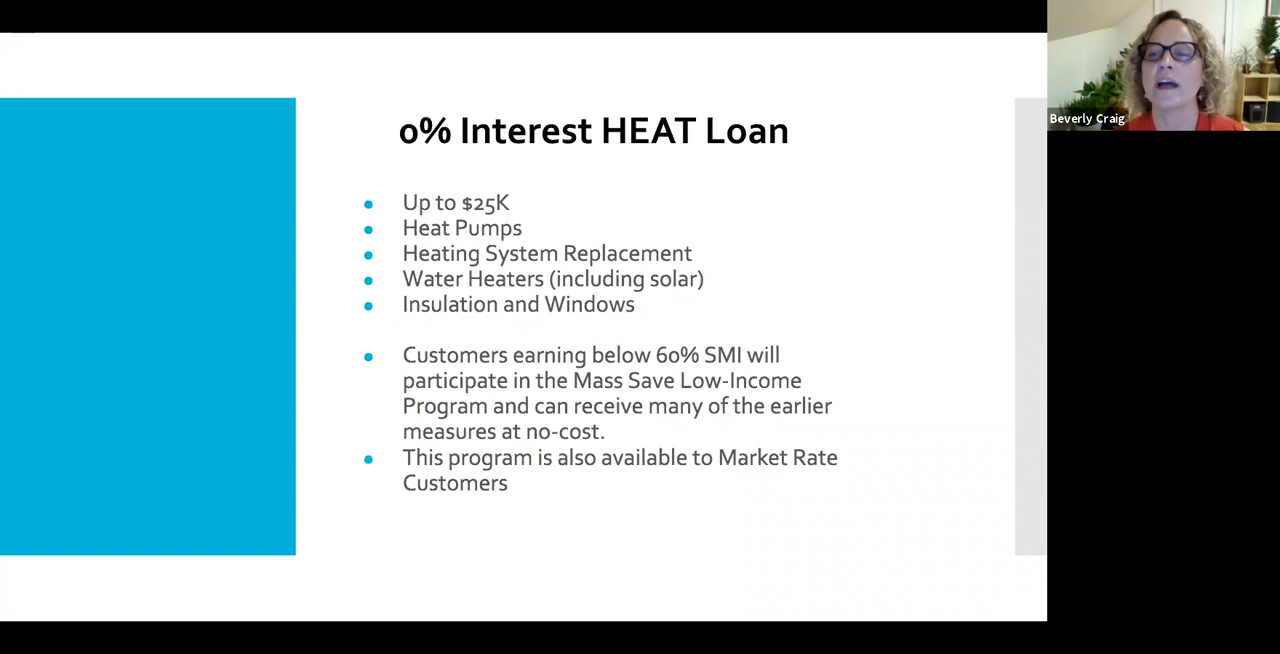 0% Interest HEAT Loan
Beverly Craig
• Up to $25K
• Heat Pumps
• Heating System Replacement
• Water Heaters (including solar)
• Insulation and Windows
• Customers earning below 60% SMI will
participate in the Mass Save Low-Income
Program and can receive many of the earlier
measures at no-cost.
• This program is also available to Market Rate
Customers